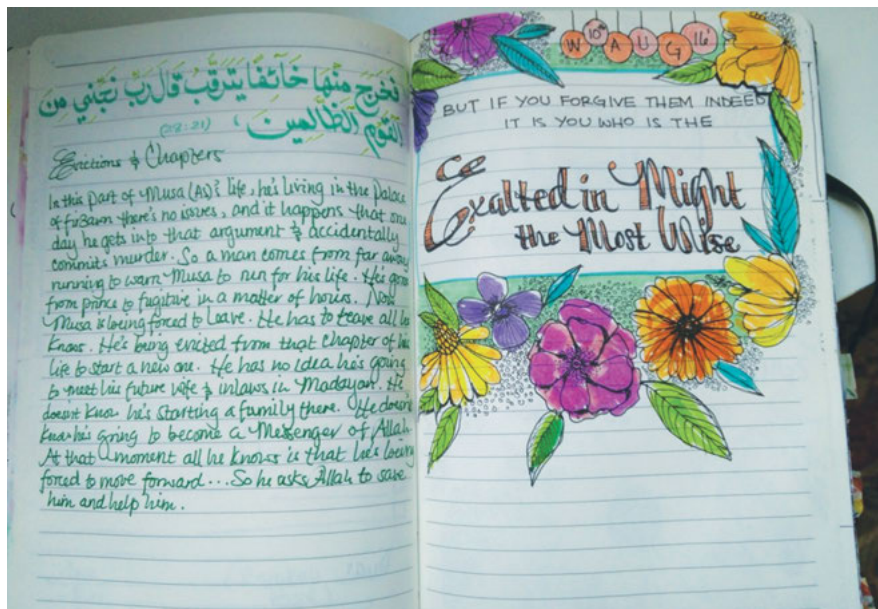 فَخَرَجَ مِنْهَا خَآئِفًا يَتَرَقَّبُ قَالَ رَبِّ نَجِّنِي مِنَ
الْقَوْمِ الظَّالِمِينَ
(28:21)
Evictions & Chapters
In this part of Musa (As)'s life, he's living in the palace
of fir3awn there's no issues, and it happens that one
day he gets into that argument & accidentally
commits murder. So a man comes from far away
running to warn Musa to run for his life. He's gone
from prince to fugitive in a matter of hours. Now
Musa is being forced to leave. He has to leave all he
knows. He's being evicted from that chapter of his
life to start a new one. He has no idea he's going
to meet his future wife & inlaws in Madayan. He
doesnt know he's starting a family there. He doesn't
know he's going to become a Messenger of Allah
At that moment all he knows is that he's being
forced to move forward... So he asks Allah to save
him and help him.
W 10th AUG 16
BUT IF YOU FORGIVE THEM INDEED
IT IS YOU WHO IS THE
Exalted in Might
the Most Wise